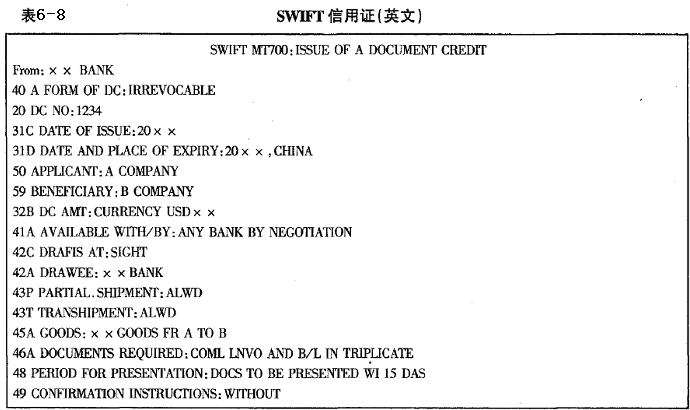 表6-8
SWIFT 信用证(英文)
SWIFT MT700:ISSUE OF A DOCUMENT CREDIT
From: × × BANK
40 A FORM OF DC:IRREVOCABLE
20 DC NO:1234
31C DATE OF ISSUE:20× ×
31D DATE AND PLACE OF EXPIRY:20× × ,CHINA
50 APPLICANT:A COMPANY
59 BENEFICIARY:B COMPANY
32B DC AMT:CURRENCY USD× ×
41A AVAILABLE WITH/BY:ANY BANK BY NEGOTIATION
42C DRAFIS AT:SIGHT
42A DRAWEE: × × BANK
43P PARTIAL.SHIPMENT:ALWD
43T TRANSHIPMENT:ALWD
45A GOODS: × × GOODS FR A TO B
46A DOCUMENTS REQUIRED:COML LNVO AND B/L IN TRIPLICATE
48 PERIOD FOR PRESENTATION:DOCS TO BE PRESENTED WI 15 DAS
49 CONFIRMATION INSTRUCTIONS:WITHOUT